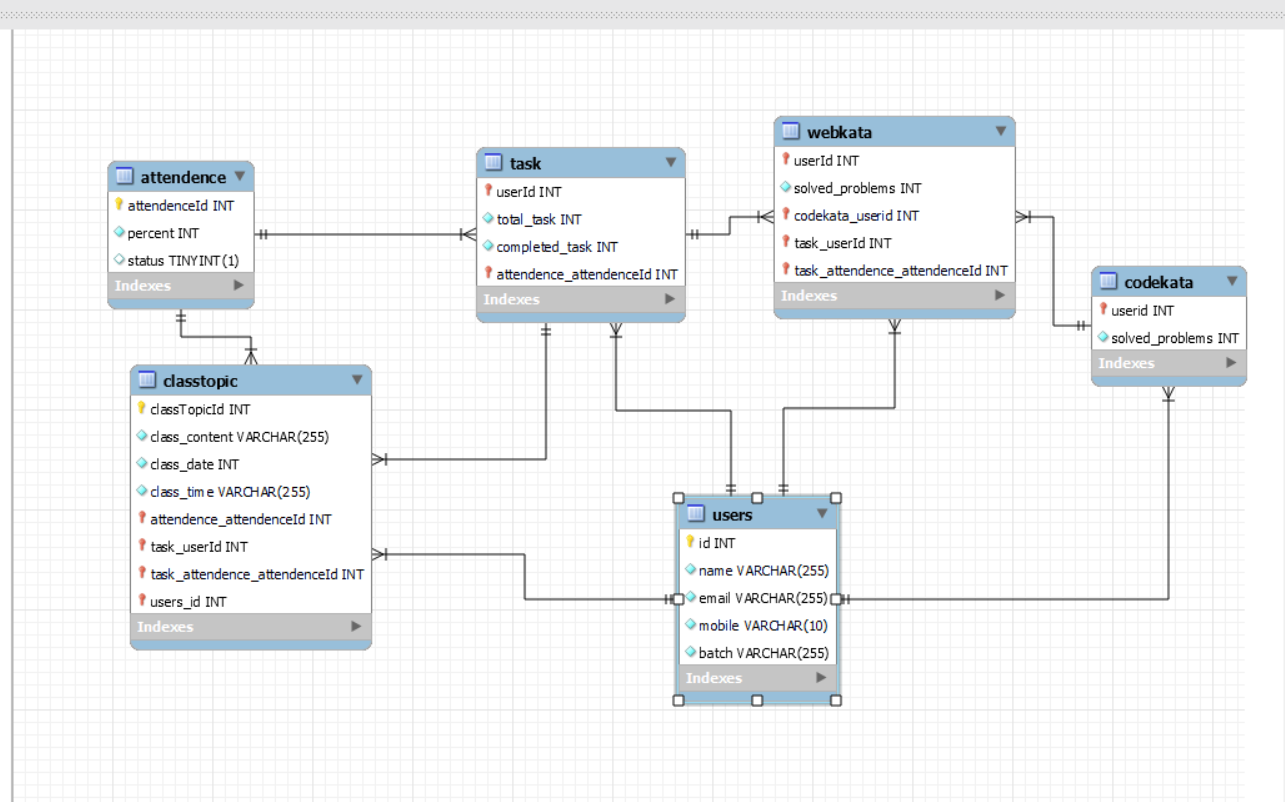 attendence
attendenceId INT
percent INT
status TINYINT(1)
Indexes
task
userId INT
total_task INT
completed_task INT
attendence_attendenceId INT
Indexes
webkata
userId INT
solved_problems INT
codekata_userid INT
task_userId INT
task_attendence_attendenceId INT
Indexes
codekata
userid INT
solved_problems INT
Indexes
classtopic
classTopicId INT
class_content VARCHAR(255)
class_date INT
class_time VARCHAR(255)
attendence_attendenceId INT
task_userId INT
task_attendence_attendenceId INT
users_id INT
Indexes
users
id INT
name VARCHAR(255)
email VARCHAR(255)
mobile VARCHAR(10)
batch VARCHAR(255)
Indexes